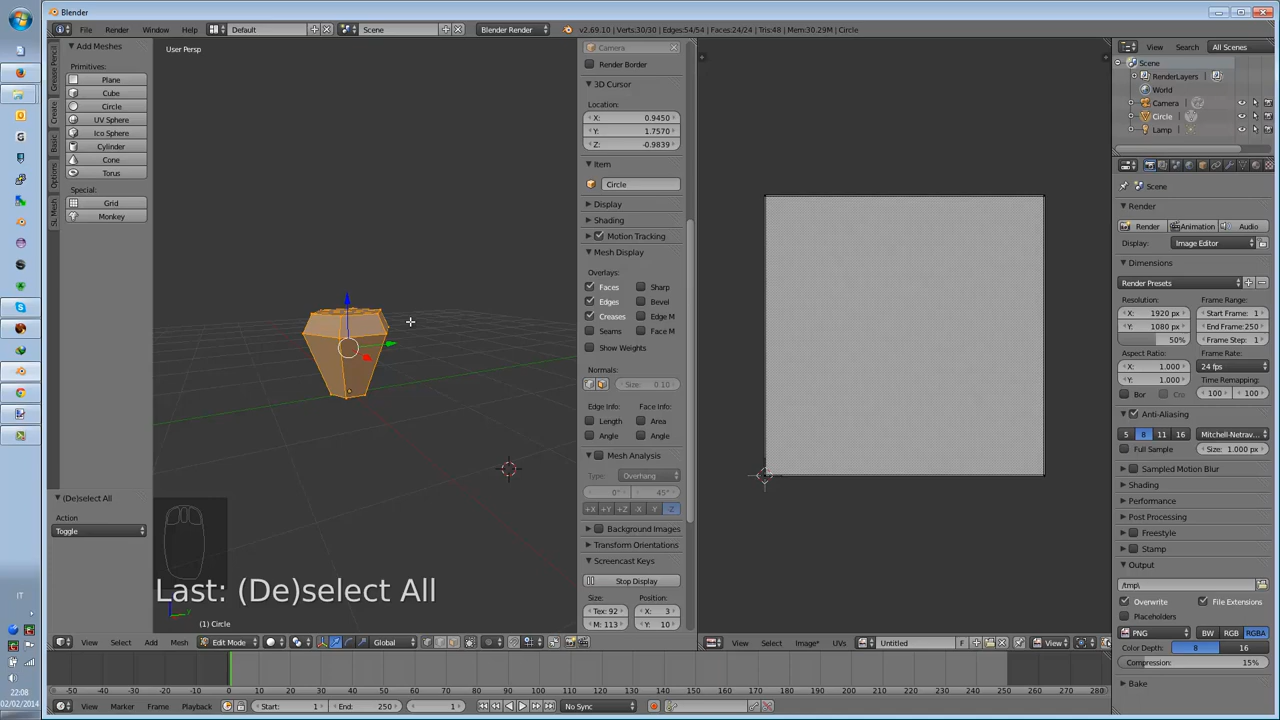 Blender
File
Render
Window
Help
Default
Scene
Blender Render
v2.69.10 | Verts:30/30 | Edges:54/54 | Faces:24/24 | Tris:48 | Mem:30.29M | Circle
Add Meshes
Primitives:
Plane
Cube
Circle
UV Sphere
Ico Sphere
Cylinder
Cone
Torus
Special:
Grid
Monkey
Grease Pencil
Create
Basic
Options
(De)select All
Action
Toggle
User Persp
Last: (De)select All
(1) Circle
Camera
Render Border
3D Cursor
Location:
X: 0.9450
Y: 1.7570
Z: -0.9839
Item
Circle
Display
Shading
Motion Tracking
Mesh Display
Overlays:
Faces
Sharp
Edges
Bevel
Creases
Edge M
Seams
Face M
Show Weights
Normals:
Size: 0.10
Edge Info:
Face Info:
Length
Area
Angle
Angle
Mesh Analysis
Type:
Overhang
0°
45°
+X
+Y
+Z
-X
-Y
-Z
Background Images
Transform Orientations
Screencast Keys
Stop Display
Size:
Position:
Tex: 92
X: 3
M: 113
Y: 10
View
Select
Add
Mesh
Edit Mode
Global
View
Select
Image*
UVs
Untitled
F
View
View
Search
All Scenes
Scene
RenderLayers
World
Camera
Circle
Lamp
Scene
Render
Render
Animation
Audio
Display:
Image Editor
Dimensions
Render Presets
Resolution:
Frame Range:
X: 1920 px
Start Frame: 1
Y: 1080 px
End Frame:250
50%
Frame Step: 1
Aspect Ratio:
Frame Rate:
X: 1.000
24 fps
Y: 1.000
Time Remapping:
Bor
Cro
100
100
Anti-Aliasing
5
8
11
16
Mitchell-Netrav
Full Sample
Size: 1.000 px
Sampled Motion Blur
Shading
Performance
Post Processing
Freestyle
Stamp
Output
/tmp\
Overwrite
File Extensions
Placeholders
PNG
BW
RGB
RGBA
Color Depth:
8
16
Compression:
15%
Bake
-50 -40 -30 -20 -10 0 10 20 30 40 50 60 70 80 90 100 110 120 130 140 150 160 170 180 190 200 210 220 230 240 250 260 270 280
View
Marker
Frame
Playback
Start: 1
End: 250
1
No Sync
IT
22:08
02/02/2014